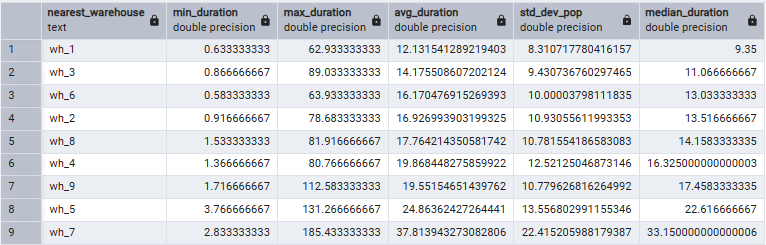 nearest_warehouse min_duration max_duration avg_duration std_dev_pop median_duration
text double precision double precision double precision double precision double precision
1 wh_1 0.633333333 62.933333333 12.131541289219403 8.310717780416157 9.35
2 wh_3 0.866666667 89.033333333 14.175508607202124 9.430736760297465 11.066666667
3 wh_6 0.583333333 63.933333333 16.170476915269393 10.00003798111835 13.033333333
4 wh_2 0.916666667 78.683333333 16.926993903199325 10.93055611993353 13.516666667
5 wh_8 1.533333333 81.916666667 17.764214350581742 10.781554186583083 14.1583333335
6 wh_4 1.366666667 80.766666667 19.868448275859922 12.52125046873146 16.325000000000003
7 wh_9 1.716666667 112.583333333 19.55154651439762 10.779626816264992 17.4583333335
8 wh_5 3.766666667 131.266666667 24.86362427264441 13.556802991155346 22.616666667
9 wh_7 2.833333333 185.433333333 37.813943273082806 22.415205988179387 33.150000000000006